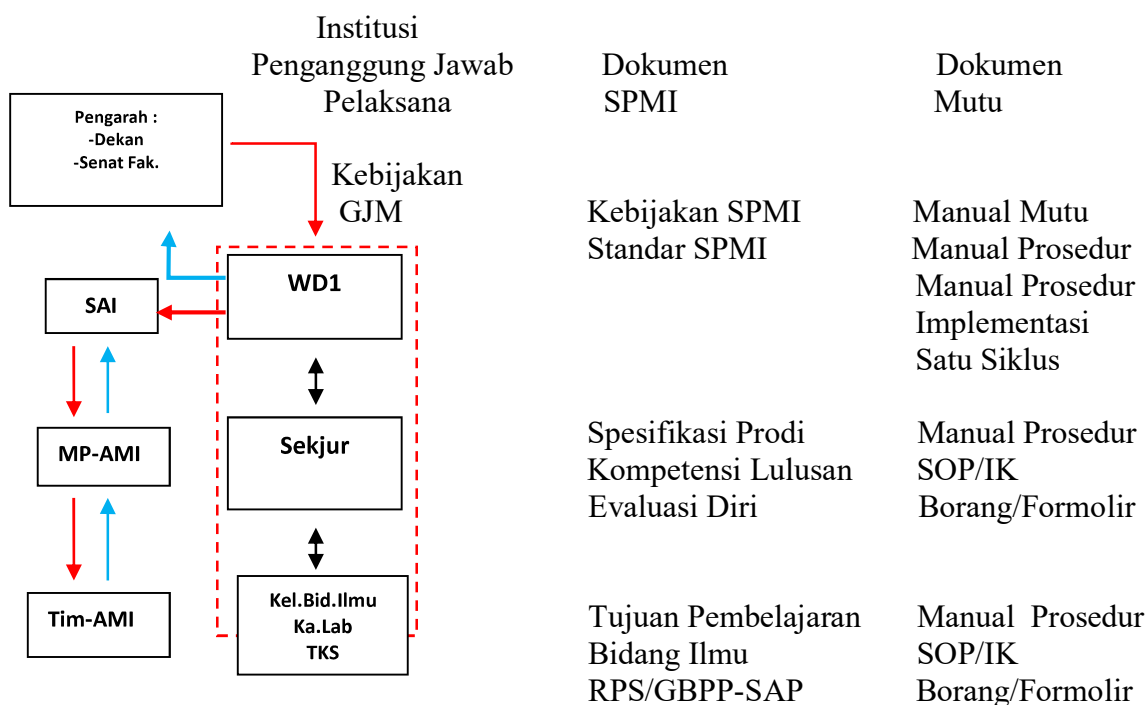 Institusi
Penganggung Jawab Dokumen Dokumen
Pelaksana SPMI Mutu
Pengarah :
-Dekan
-Senat Fak.
Kebijakan
GJM Kebijakan SPMI Manual Mutu
Standar SPMI Manual Prosedur
WD1 Manual Prosedur
SAI Implementasi
Satu Siklus
Sekjur Spesifikasi Prodi Manual Prosedur
MP-AMI Kompetensi Lulusan SOP/IK
Evaluasi Diri Borang/Formolir
Kel.Bid.Ilmu
Tim-AMI Ka.Lab Tujuan Pembelajaran Manual Prosedur
TKS Bidang Ilmu SOP/IK
RPS/GBPP-SAP Borang/Formolir